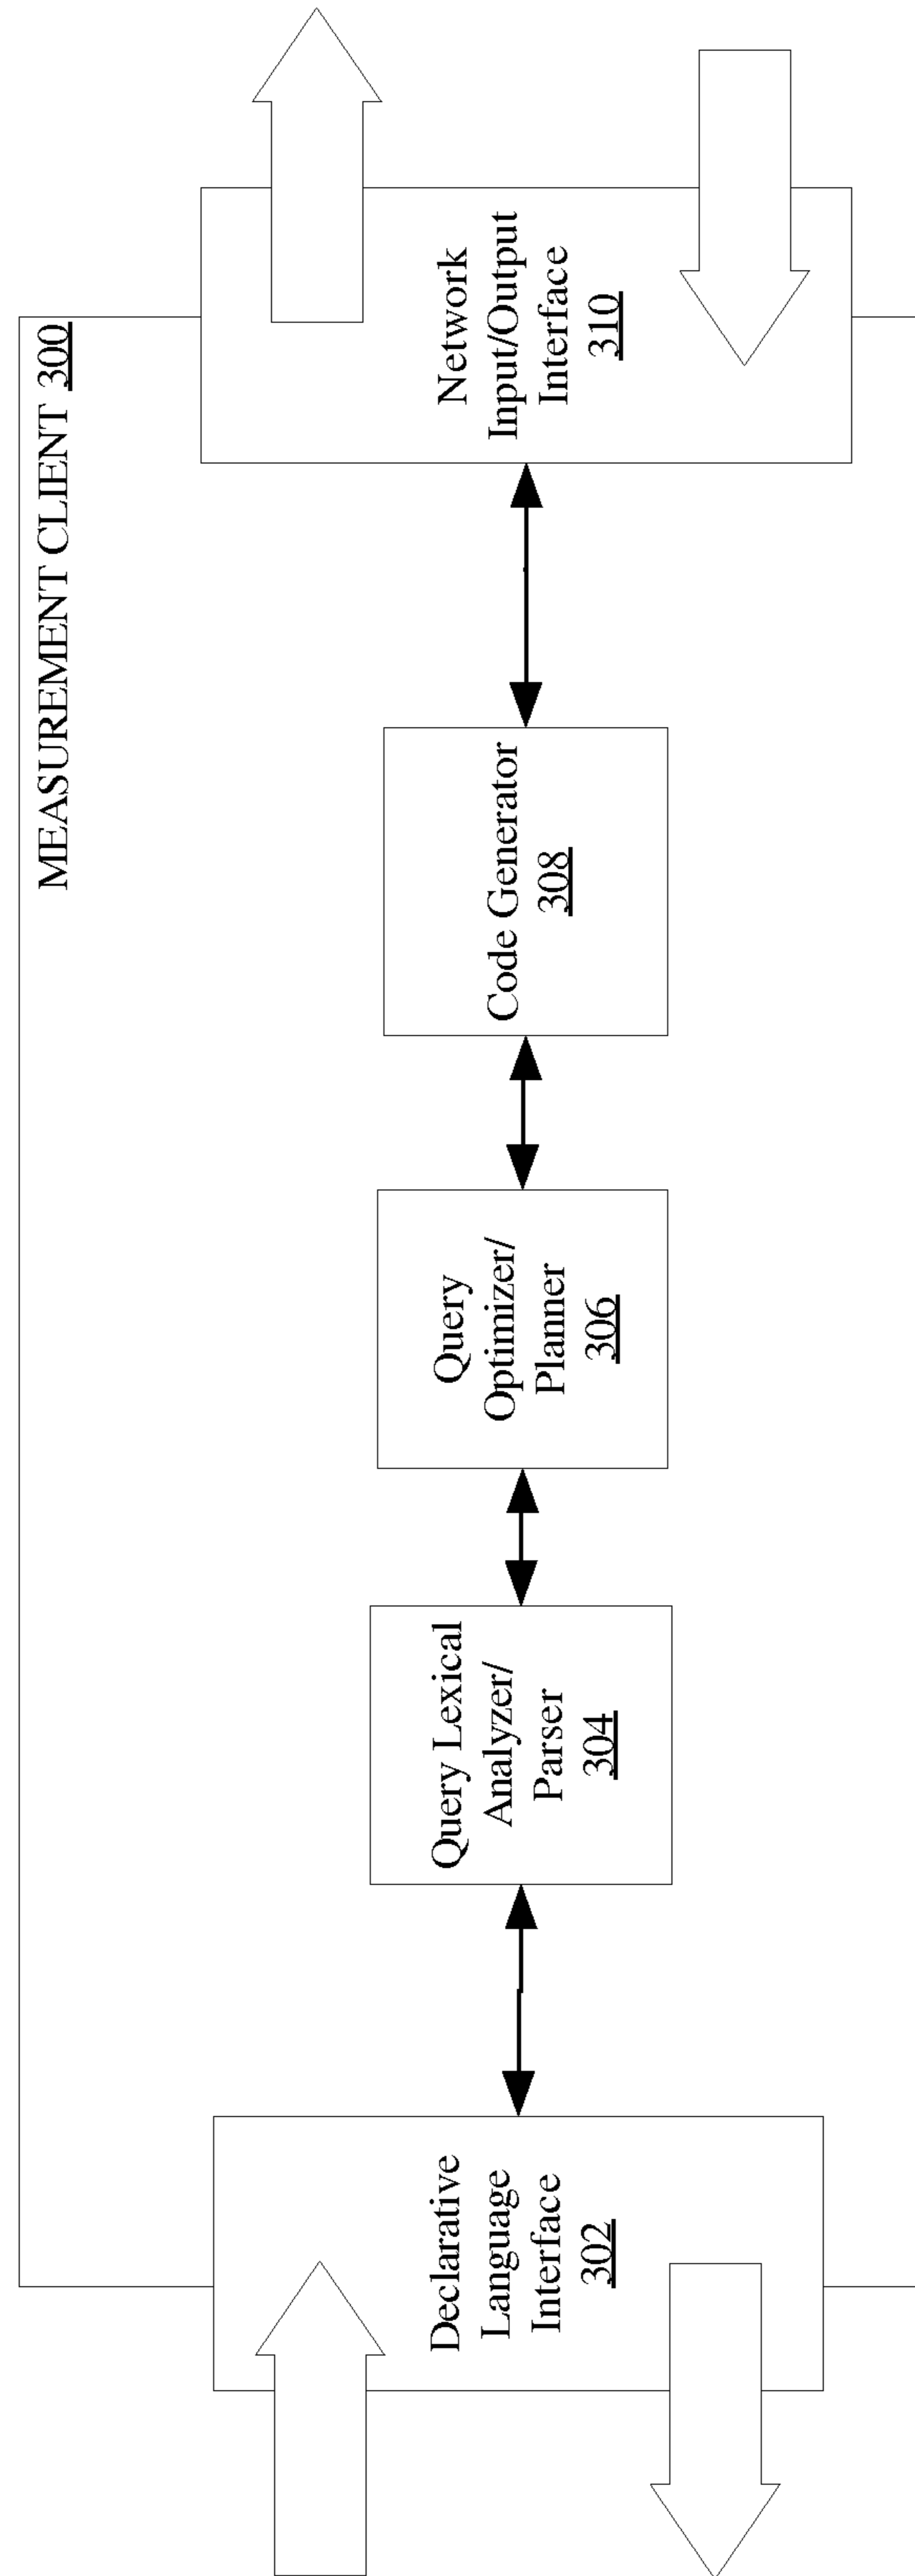 MEASUREMENT CLIENT 300
Declarative
Language
Interface
302
Query Lexical
Analyzer/
Parser
304
Query
Optimizer/
Planner
306
Code Generator
308
Network
Input/Output
Interface
310